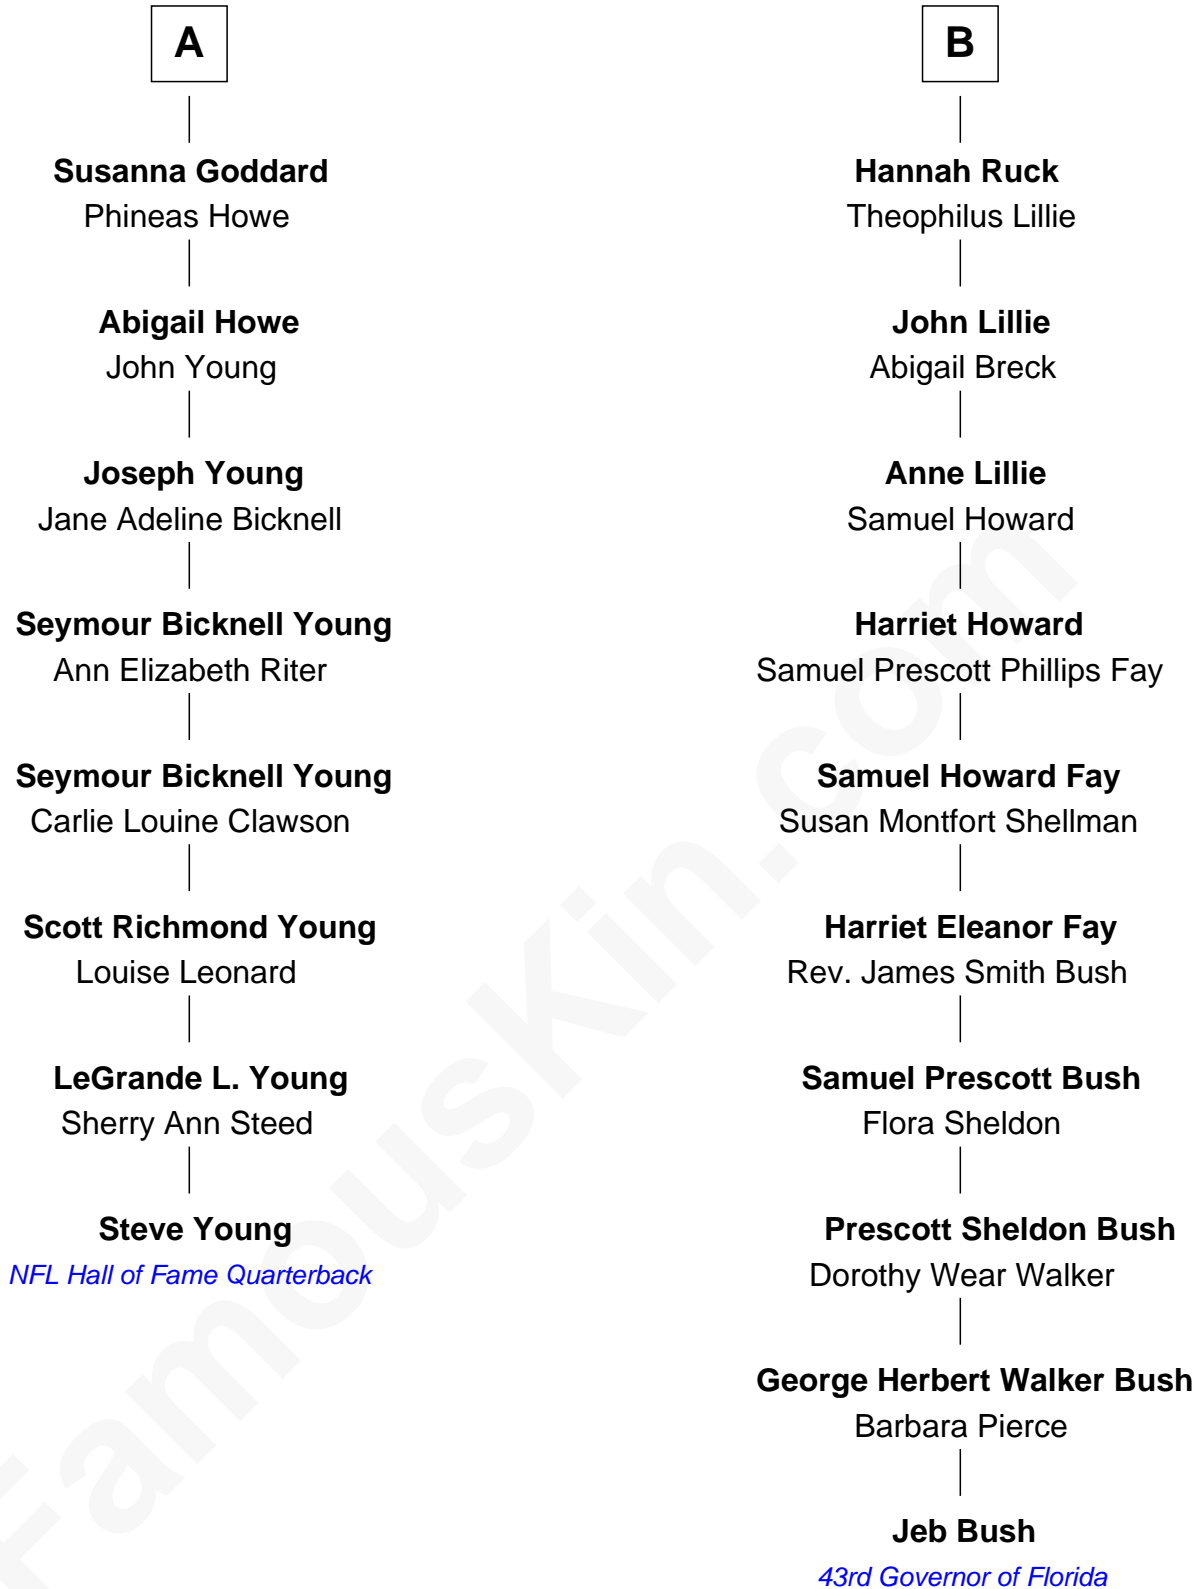 A
Susanna Goddard
Phineas Howe
Abigail Howe
John Young
Joseph Young
Jane Adeline Bicknell
Seymour Bicknell Young
Ann Elizabeth Riter
Seymour Bicknell Young
Carlie Louine Clawson
Scott Richmond Young
Louise Leonard
LeGrande L. Young
Sherry Ann Steed
Steve Young
NFL Hall of Fame Quarterback
B
Hannah Ruck
Theophilus Lillie
John Lillie
Abigail Breck
Anne Lillie
Samuel Howard
Harriet Howard
Samuel Prescott Phillips Fay
Samuel Howard Fay
Susan Montfort Shellman
Harriet Eleanor Fay
Rev. James Smith Bush
Samuel Prescott Bush
Flora Sheldon
Prescott Sheldon Bush
Dorothy Wear Walker
George Herbert Walker Bush
Barbara Pierce
Jeb Bush
43rd Governor of Florida
FamousKin.com